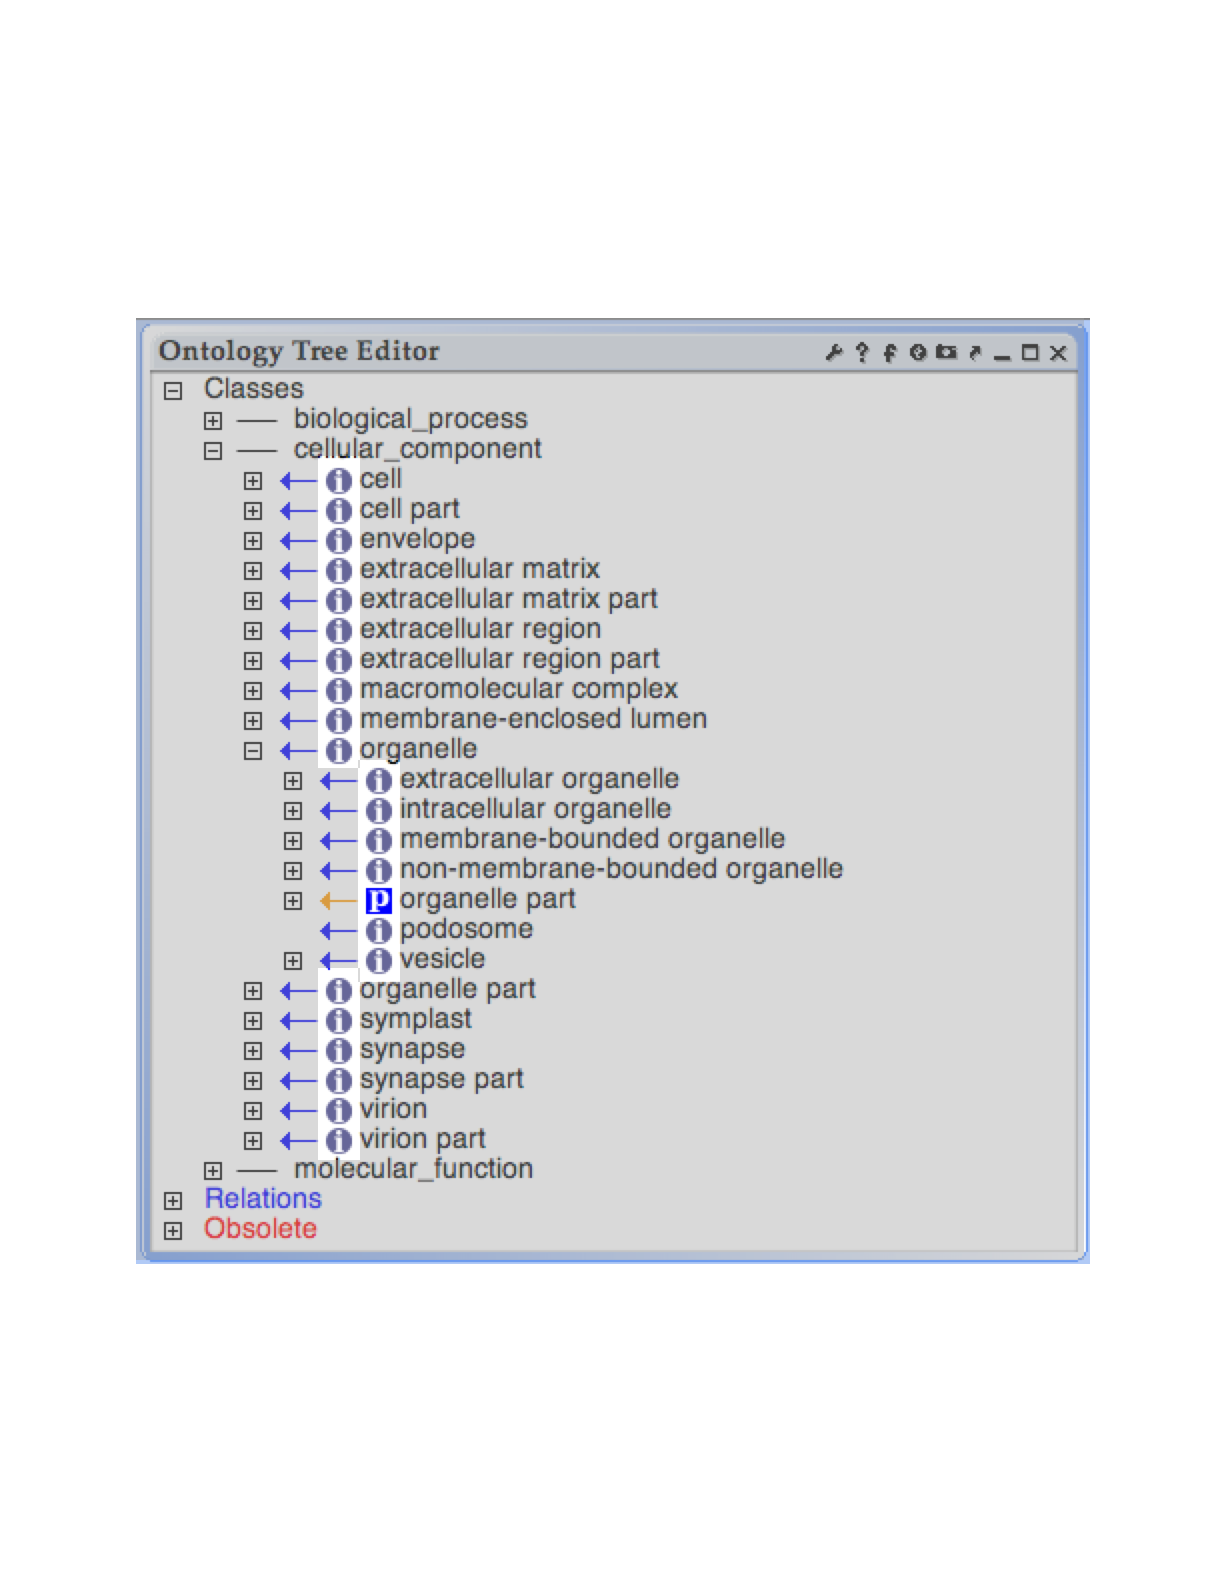 Ontology Tree Editor
Classes
biological_process
cellular_component
cell
cell part
envelope
extracellular matrix
extracellular matrix part
extracellular region
extracellular region part
macromolecular complex
membrane-enclosed lumen
organelle
extracellular organelle
intracellular organelle
membrane-bounded organelle
non-membrane-bounded organelle
organelle part
podosome
vesicle
organelle part
symplast
synapse
synapse part
virion
virion part
molecular_function
Relations
Obsolete